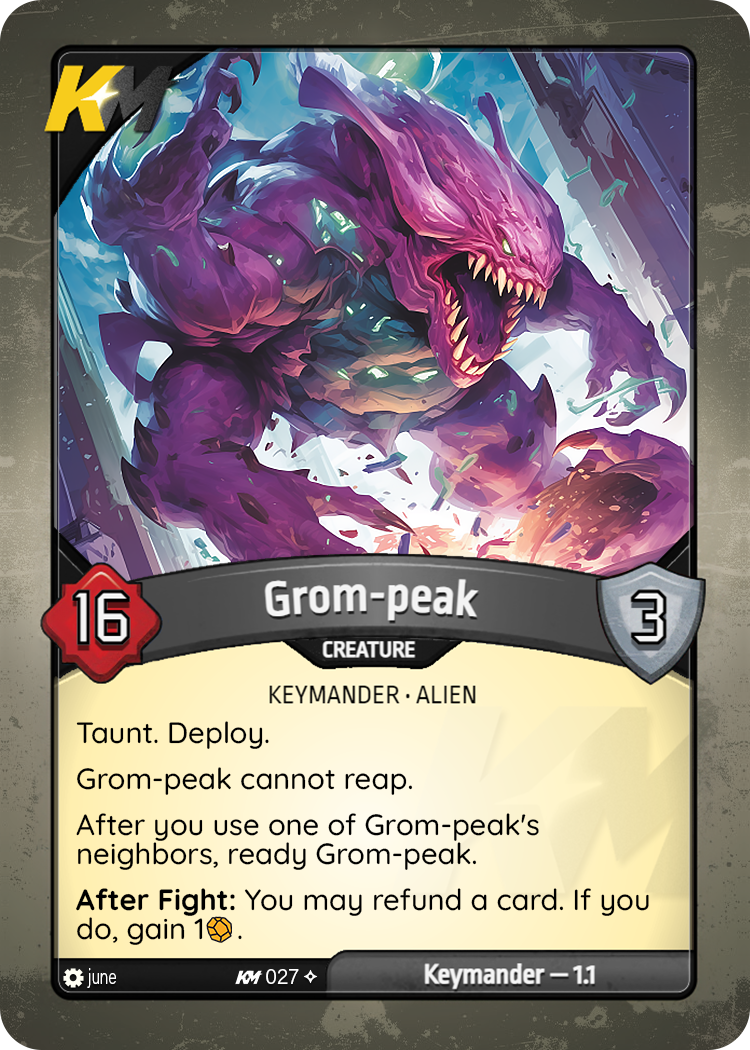 KM
16
Grom-peak
3
CREATURE
KEYMANDER • ALIEN
Taunt. Deploy.
Grom-peak cannot reap.
After you use one of Grom-peak's
neighbors, ready Grom-peak.
After Fight: You may refund a card. If you
do, gain 1.
june
KM 027
Keymander — 1.1